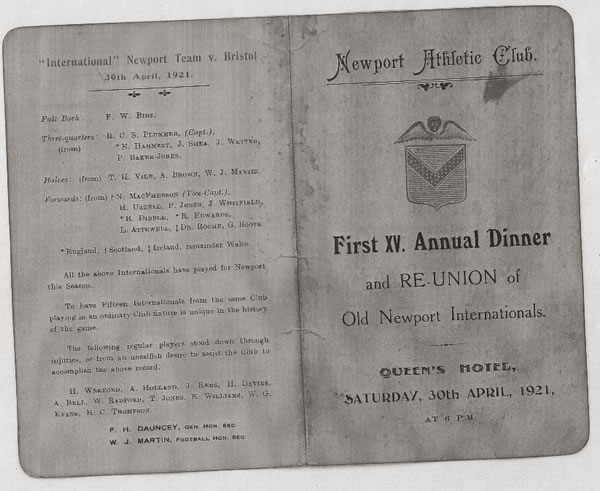 "International" Newport Team v. Bristol
30th April, 1921.
Full Back: F. W. Birt.
Three-quarters: R. C. S. Plummer, (Capt.),
(from) *E. Hammett, J. Shea, J. Wetter,
P. Baker-Jones.
Halves: (from) T. H. Vile, A. Brown, W. J. Martin.
Forwards: (from) †N. MacPherson (Vice-Capt.),
H. Uzzell, P. Jones, J. Whitfield,
*R. Dibble, *R. Edwards,
L. Attewell, ‡Dr. Roche, G. Boots.
*England, †Scotland, ‡Ireland, remainder Wales.
All the above Internationals have played for Newport
this Season.
To have Fifteen Internationals from the same Club
playing in an ordinary Club fixture is unique in the history
of the game.
The following regular players stood down through
injuries, or from an unselfish desire to assist the Club to
accomplish the above record.
H. Wreford, A. Holland, J. Rees, H. Davies,
A. Bell, W. Radford, T. Jones, E. Williams, W. G.
Evans, H. C. Thompson.
F. H. DAUNCEY, GEN. HON. SEC.
W. J. MARTIN, FOOTBALL HON. SEC.
Newport Athletic Club.
First XV. Annual Dinner
and RE-UNION of
Old Newport Internationals.
QUEEN'S HOTEL,
SATURDAY, 30th APRIL, 1921,
AT 6 P.M.